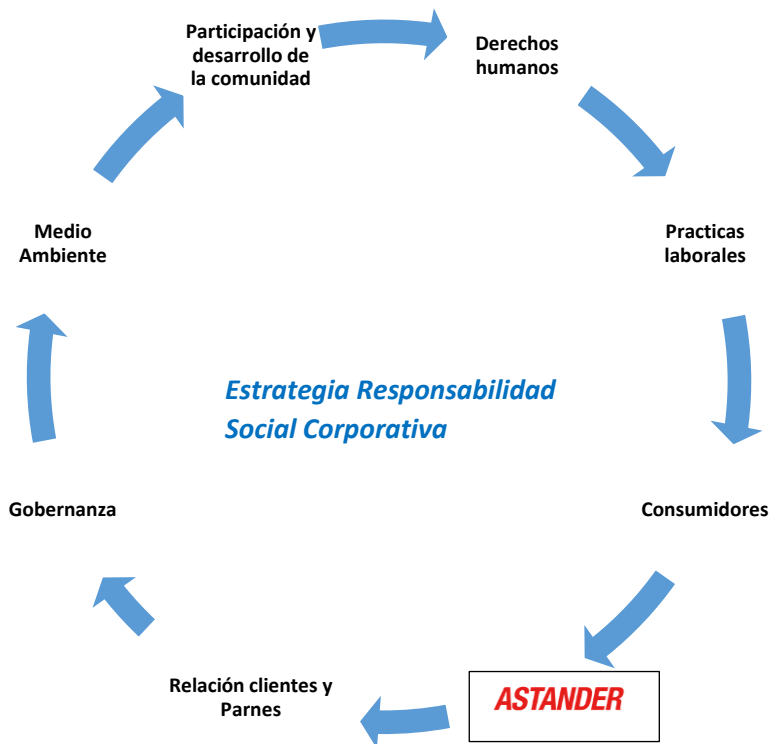 Participación y
desarrollo de
la comunidad
Derechos
humanos
Medio
Ambiente
Practicas
laborales
Estrategia Responsabilidad
Social Corporativa
Gobernanza
Consumidores
Relación clientes y
Parnes
ASTANDER